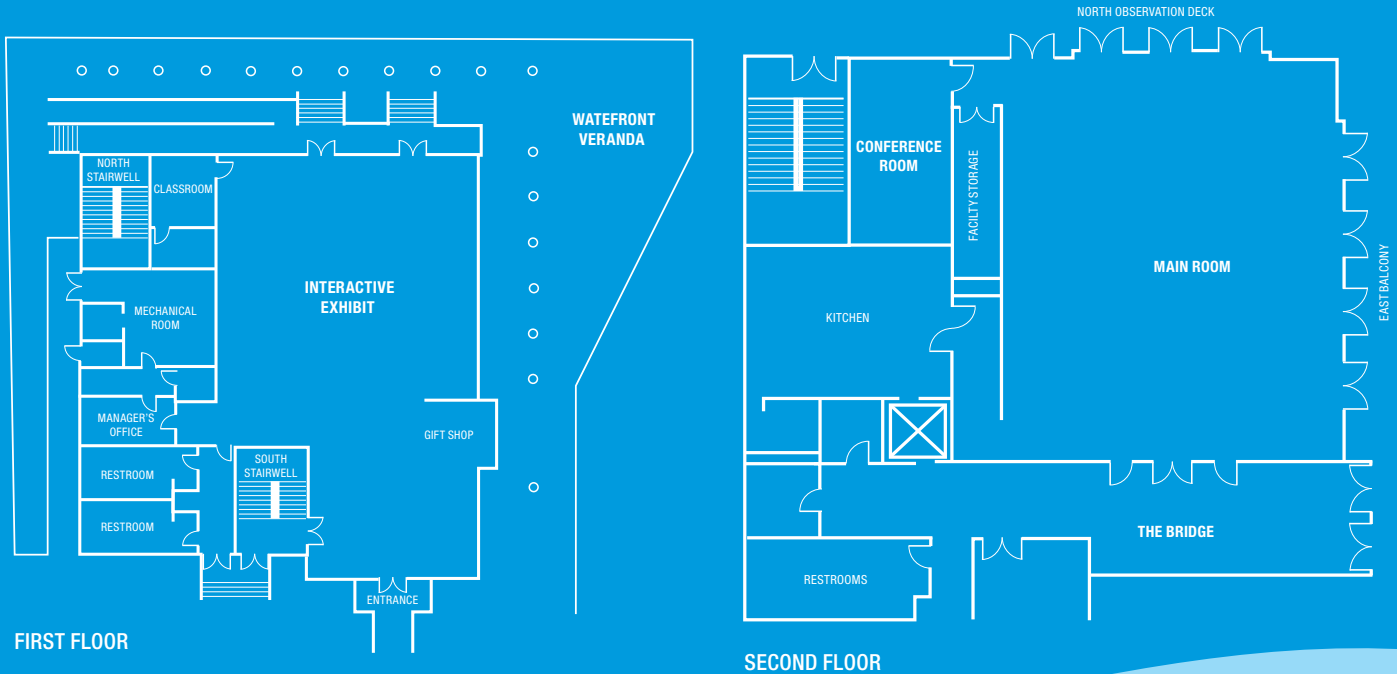 NORTH OBSERVATION DECK
WATEFRONT
VERANDA
NORTH
STAIRWELL
CLASSROOM
INTERACTIVE
EXHIBIT
MECHANICAL
ROOM
MANAGER'S
OFFICE
GIFT SHOP
RESTROOM
SOUTH
STAIRWELL
RESTROOM
ENTRANCE
FIRST FLOOR
CONFERENCE
ROOM
FACILTY STORAGE
MAIN ROOM
EAST BALCONY
KITCHEN
THE BRIDGE
RESTROOMS
SECOND FLOOR